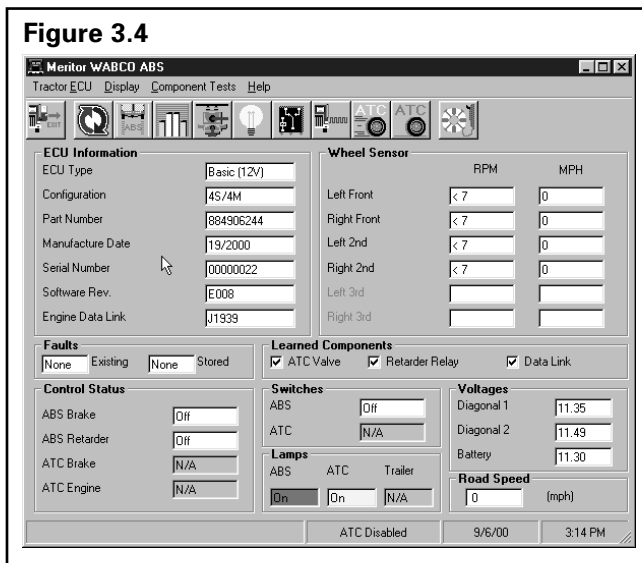 Figure 3.4
Meritor WABCO ABS
Tractor ECU Display Component Tests Help
EXIT ABS ATC ATC
ECU Information
ECU Type Basic (12V)
Configuration 4S/4M
Part Number 884906244
Manufacture Date 19/2000
Serial Number 00000022
Software Rev. E008
Engine Data Link J1939
Wheel Sensor
RPM MPH
Left Front < 7 0
Right Front < 7 0
Left 2nd < 7 0
Right 2nd < 7 0
Left 3rd
Right 3rd
Faults
None Existing None Stored
Learned Components
ATC Valve Retarder Relay Data Link
Control Status
ABS Brake Off
ABS Retarder Off
ATC Brake N/A
ATC Engine N/A
Switches
ABS Off
ATC N/A
Lamps
ABS ATC Trailer
On On N/A
Voltages
Diagonal 1 11.35
Diagonal 2 11.49
Battery 11.30
Road Speed
0 (mph)
ATC Disabled 9/6/00 3:14 PM